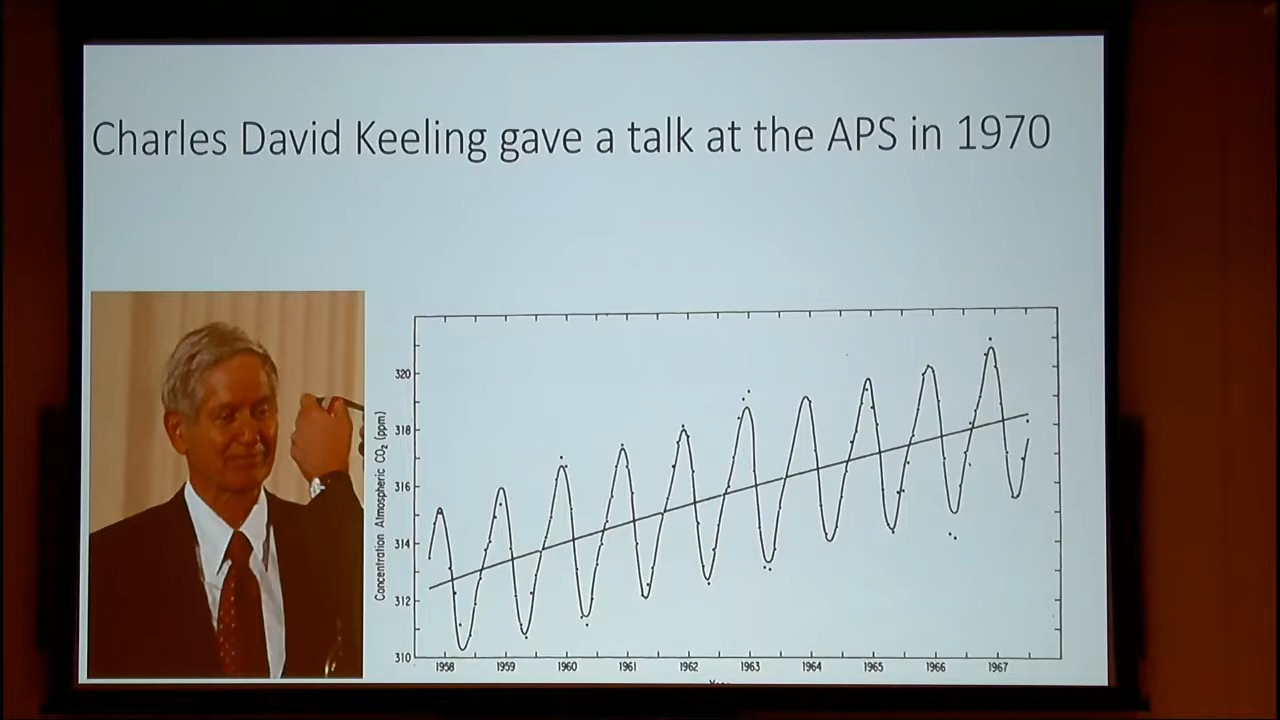 Charles David Keeling gave a talk at the APS in 1970
Concentration Atmospheric CO₂ (ppm)
320
318
316
314
312
310
1958 1959 1960 1961 1962 1963 1964 1965 1966 1967